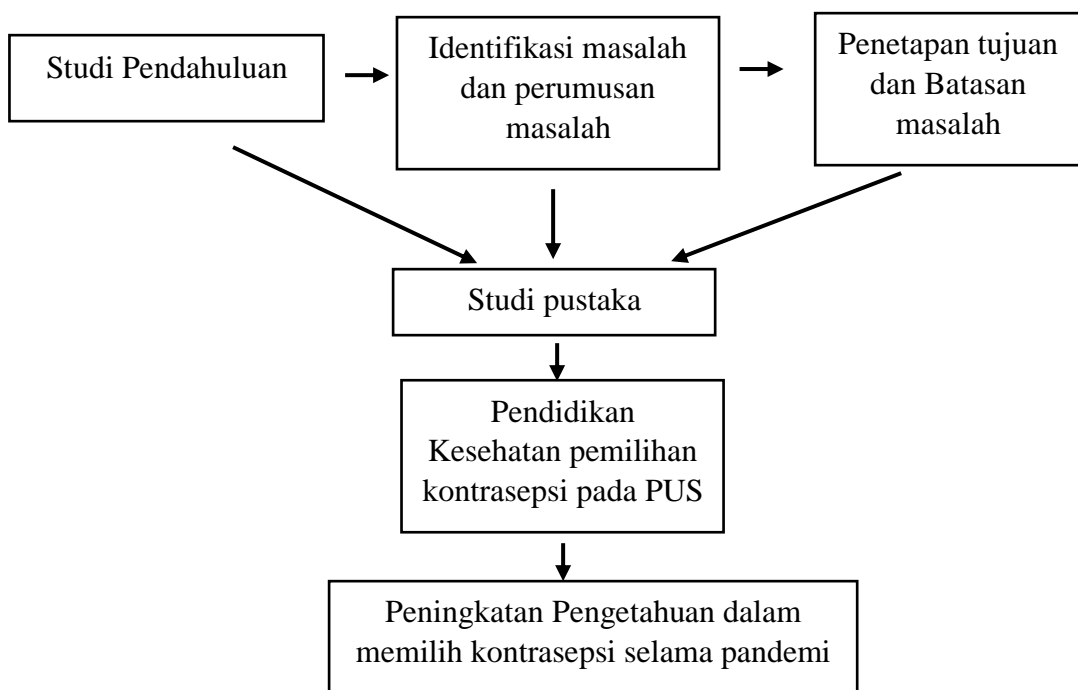 Studi Pendahuluan
Identifikasi masalah
dan perumusan
masalah
Penetapan tujuan
dan Batasan
masalah
Studi pustaka
Pendidikan
Kesehatan pemilihan
kontrasepsi pada PUS
Peningkatan Pengetahuan dalam
memilih kontrasepsi selama pandemi